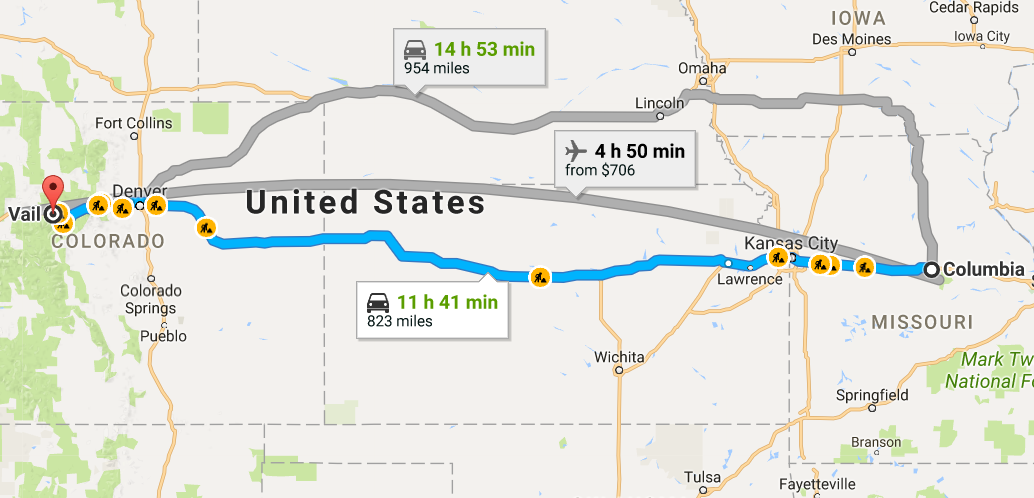 IOWA
Cedar Rapids
Iowa City
Des Moines
14 h 53 min
954 miles
Omaha
Lincoln
Fort Collins
4 h 50 min
from $706
Denver
United States
Vail
COLORADO
Kansas City
Lawrence
Columbia
Colorado
Springs
Pueblo
11 h 41 min
823 miles
MISSOURI
Wichita
Mark Tw
National Fo
Springfield
Branson
Tulsa
Fayetteville